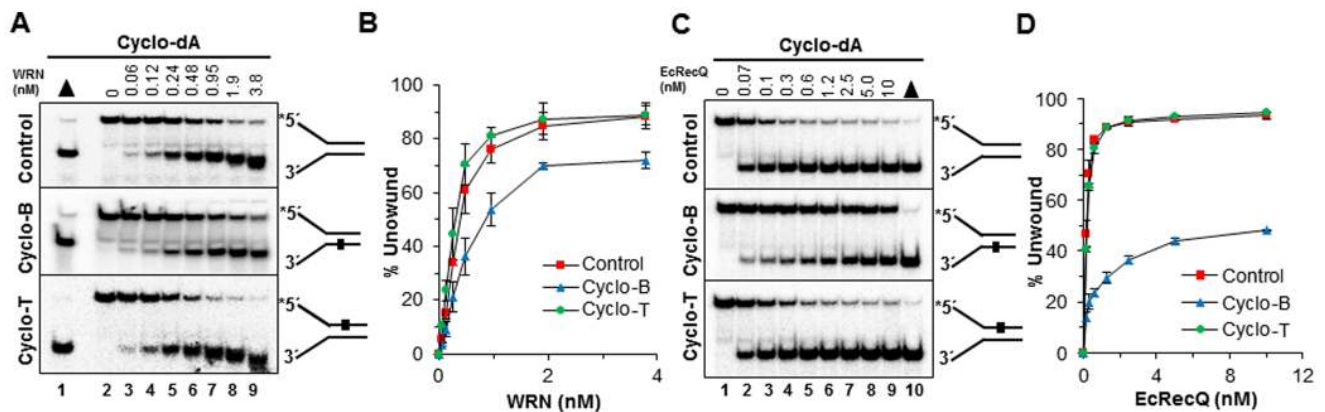 A
Cyclo-dA
WRN
(nM)
0
0.06
0.12
0.24
0.48
0.95
1.9
3.8
Control
*5´
3´
Cyclo-B
*5´
3´
Cyclo-T
*5´
3´
1 2 3 4 5 6 7 8 9
B
% Unowund
100
80
60
40
20
0
Control
Cyclo-B
Cyclo-T
0 2 4
WRN (nM)
C
Cyclo-dA
EcRecQ
(nM)
0
0.07
0.1
0.3
0.6
1.2
2.5
5.0
10
Control
*5´
3´
Cyclo-B
*5´
3´
Cyclo-T
*5´
3´
1 2 3 4 5 6 7 8 9 10
D
% Unwound
100
80
60
40
20
0
Control
Cyclo-B
Cyclo-T
0 4 8 12
EcRecQ (nM)